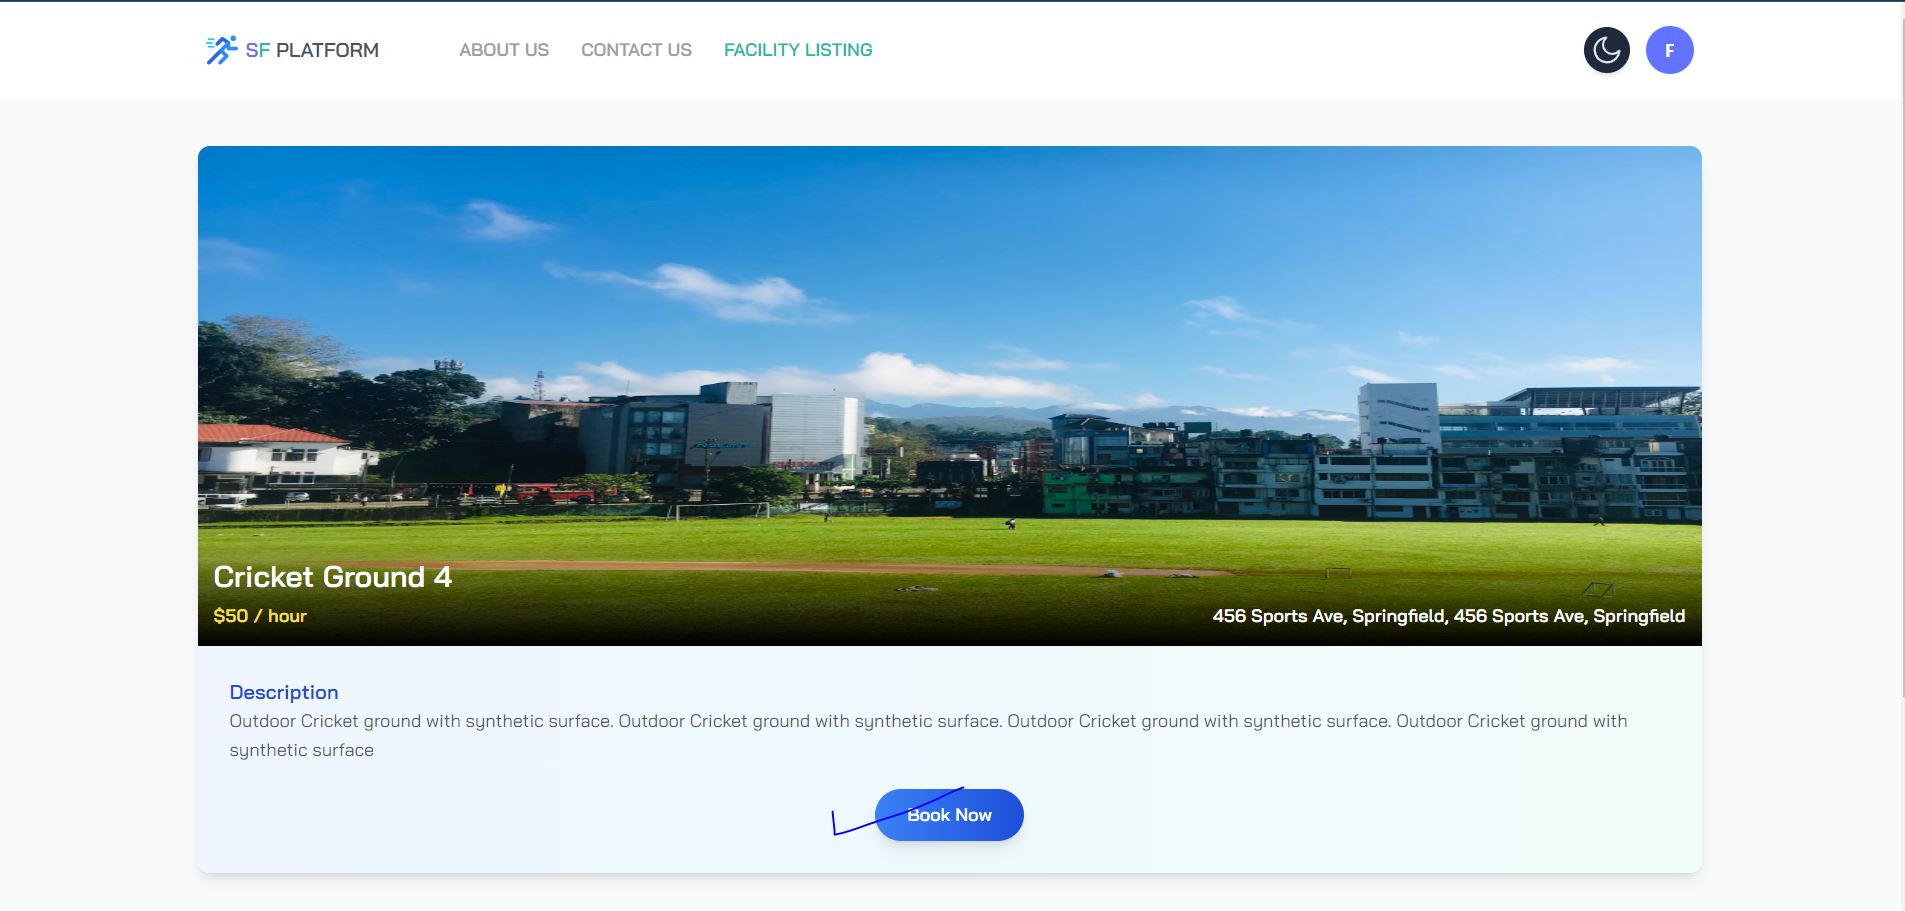 SF PLATFORM
ABOUT US
CONTACT US
FACILITY LISTING
F
Cricket Ground 4
$50 / hour
456 Sports Ave, Springfield, 456 Sports Ave, Springfield
Description
Outdoor Cricket ground with synthetic surface. Outdoor Cricket ground with synthetic surface. Outdoor Cricket ground with synthetic surface. Outdoor Cricket ground with
synthetic surface
Book Now